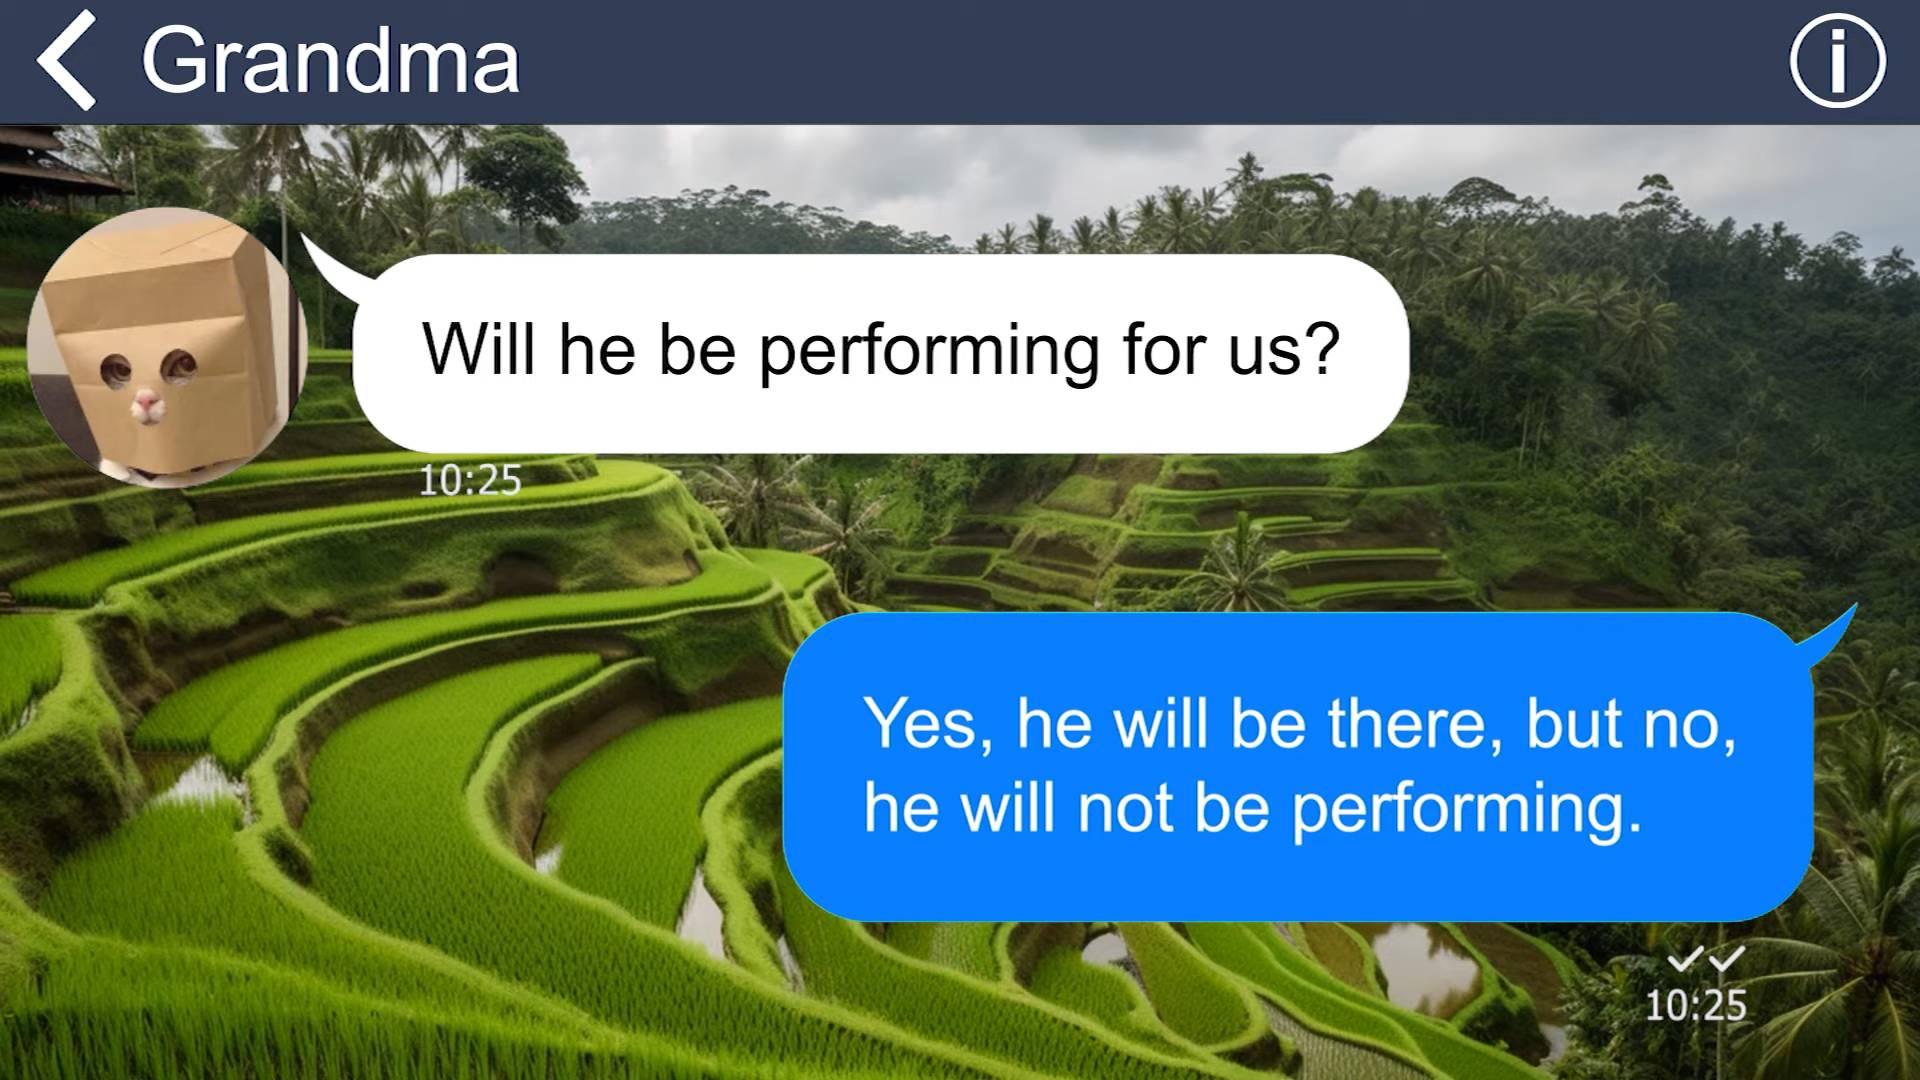 Grandma
Will he be performing for us?
10:25
Yes, he will be there, but no,
he will not be performing.
10:25